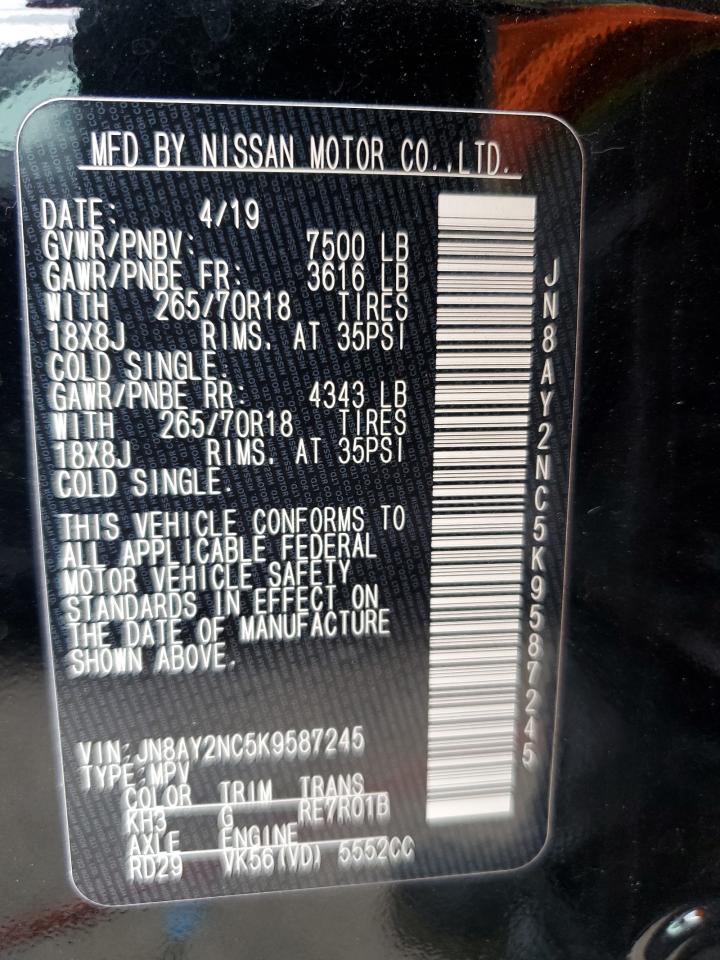 MFD BY NISSAN MOTOR CO.,LTD.
DATE: 4/19
GVWR/PNBV: 7500 LB
GAWR/PNBE FR: 3616 LB
WITH 265/70R18 TIRES
18X8J RIMS, AT 35PSI
COLD SINGLE.
GAWR/PNBE RR: 4343 LB
WITH 265/70R18 TIRES
18X8J RIMS. AT 35PSI
COLD SINGLE.
THIS VEHICLE CONFORMS TO
ALL APPLICABLE FEDERAL
MOTOR VEHICLE SAFETY
STANDARDS IN EFFECT ON
THE DATE OF MANUFACTURE
SHOWN ABOVE.
VIN:JN8AY2NC5K9587245
TYPE:MPV
COLOR TRIM TRANS
KH3 G RE7R01B
AXLE ENGINE
RD29 VK56(VD) 5552CC
JN8AY2NC5K9587245